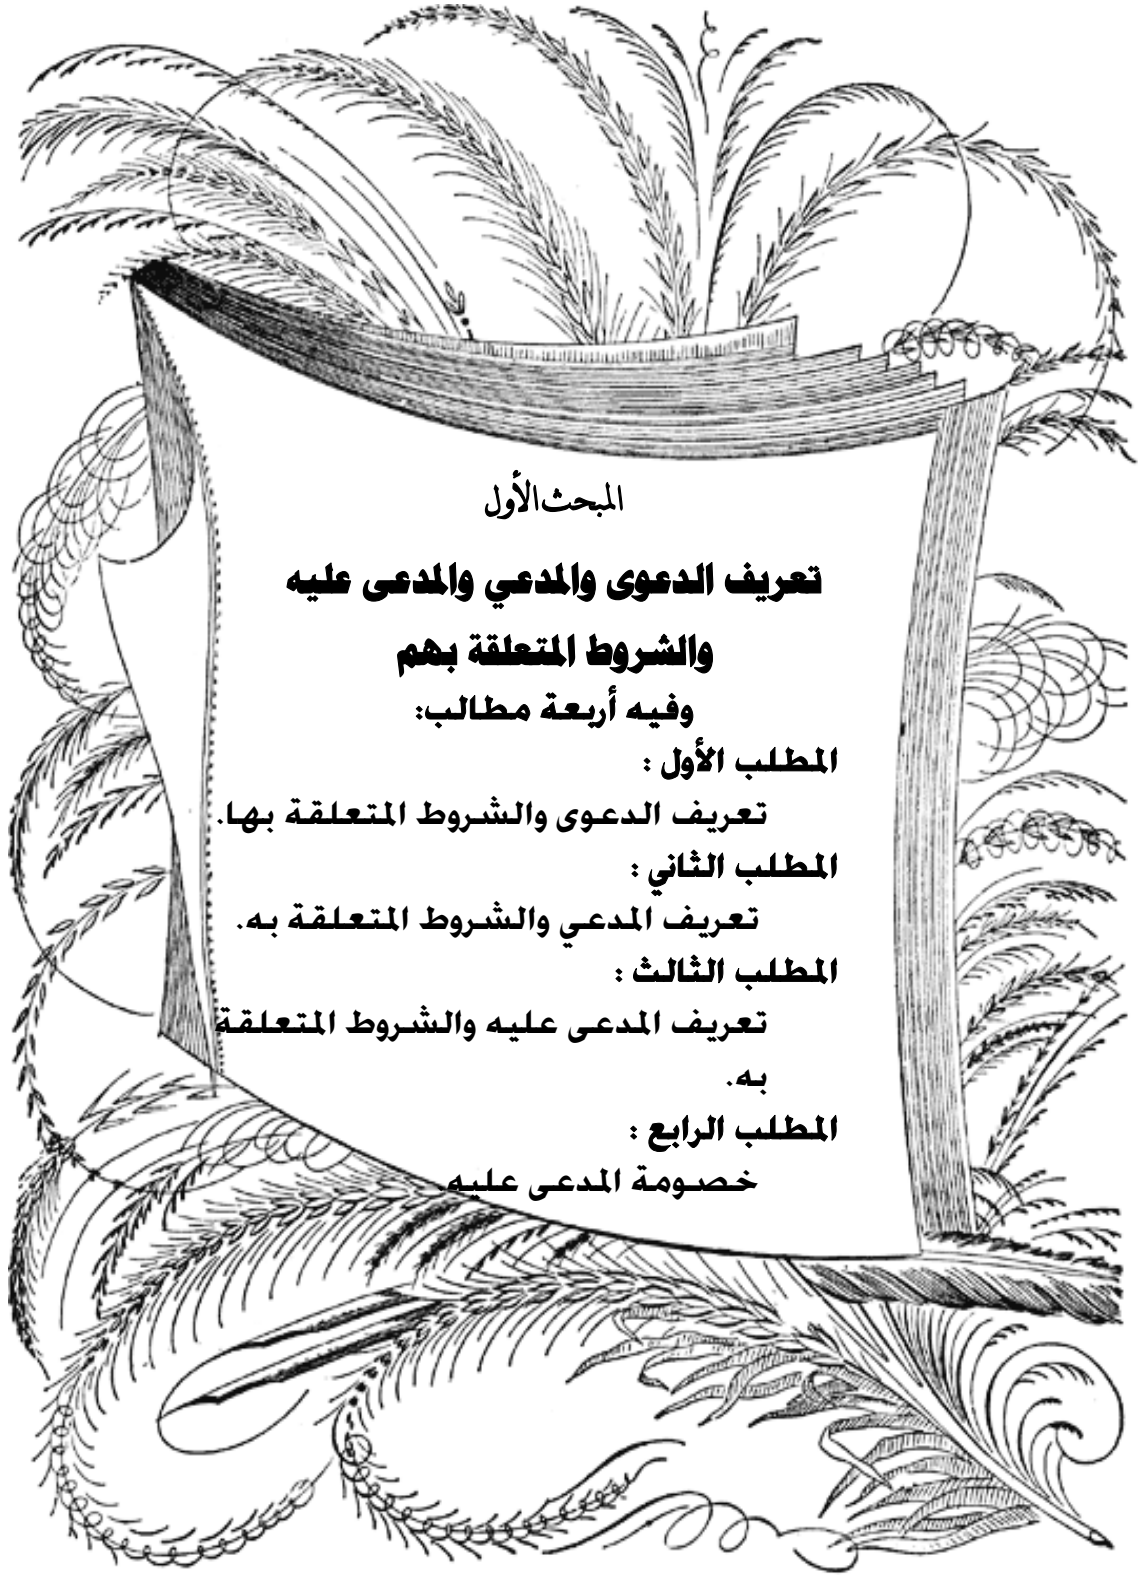 المبحث الأول
تعريف الدعوى والمدعي والمدعى عليه
والشروط المتعلقة بهم
وفيه أربعة مطالب:
المطلب الأول :
تعريف الدعوى والشروط المتعلقة بها.
المطلب الثاني :
تعريف المدعي والشروط المتعلقة به.
المطلب الثالث :
تعريف المدعى عليه والشروط المتعلقة
به.
المطلب الرابع :
خصومة المدعى عليه